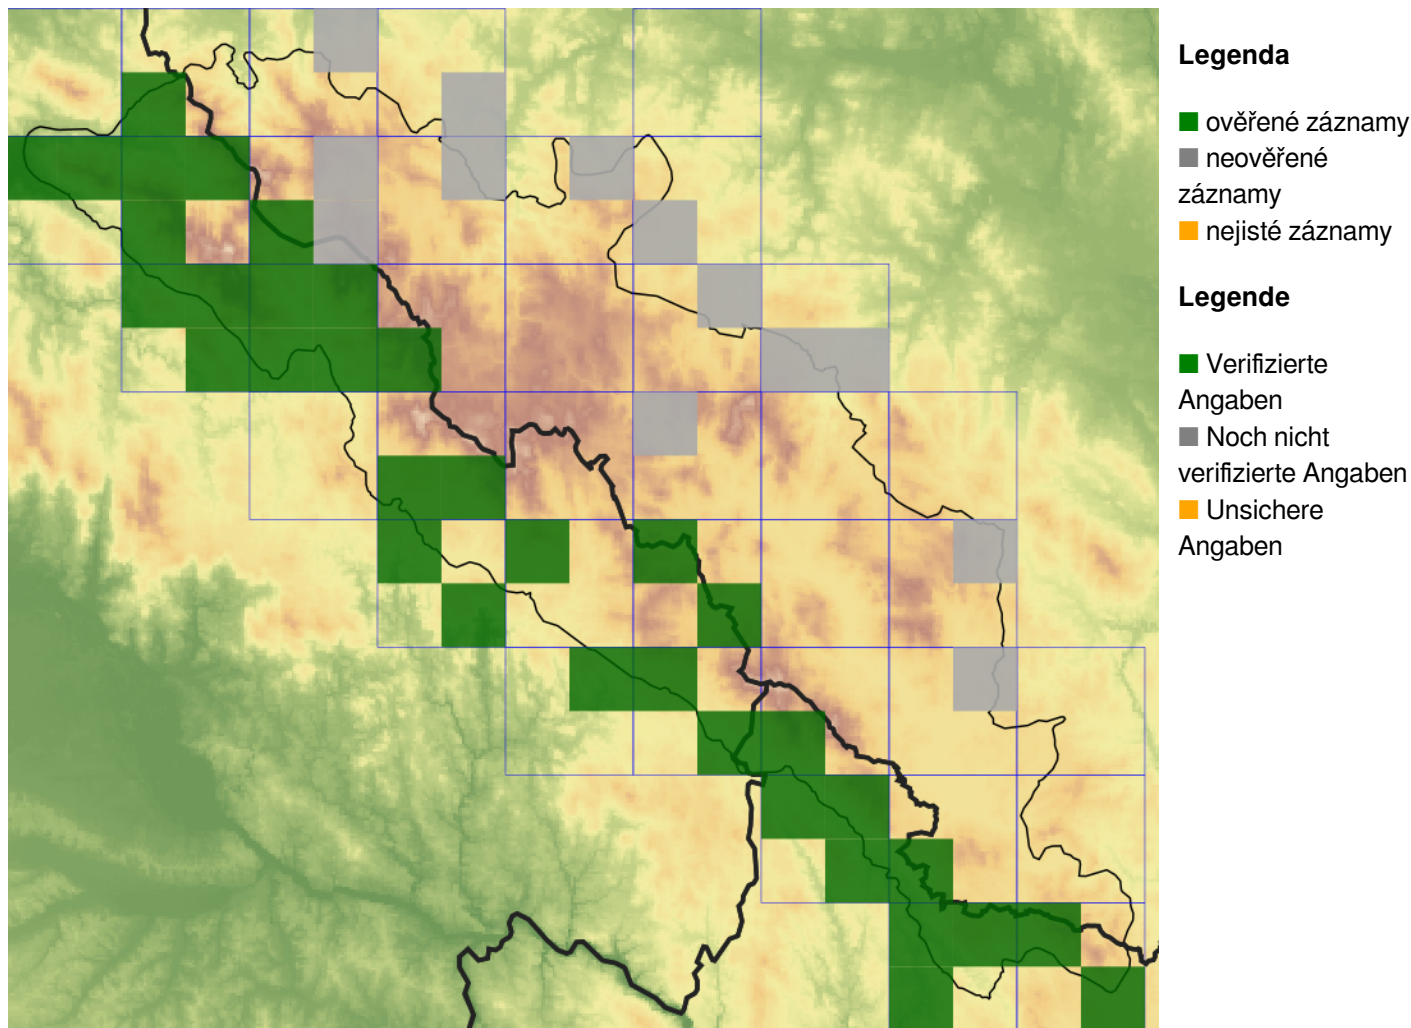 Legenda
ověřené záznamy
neověřené
záznamy
nejisté záznamy
Legende
Verifizierte
Angaben
Noch nicht
verifizierte Angaben
Unsichere
Angaben